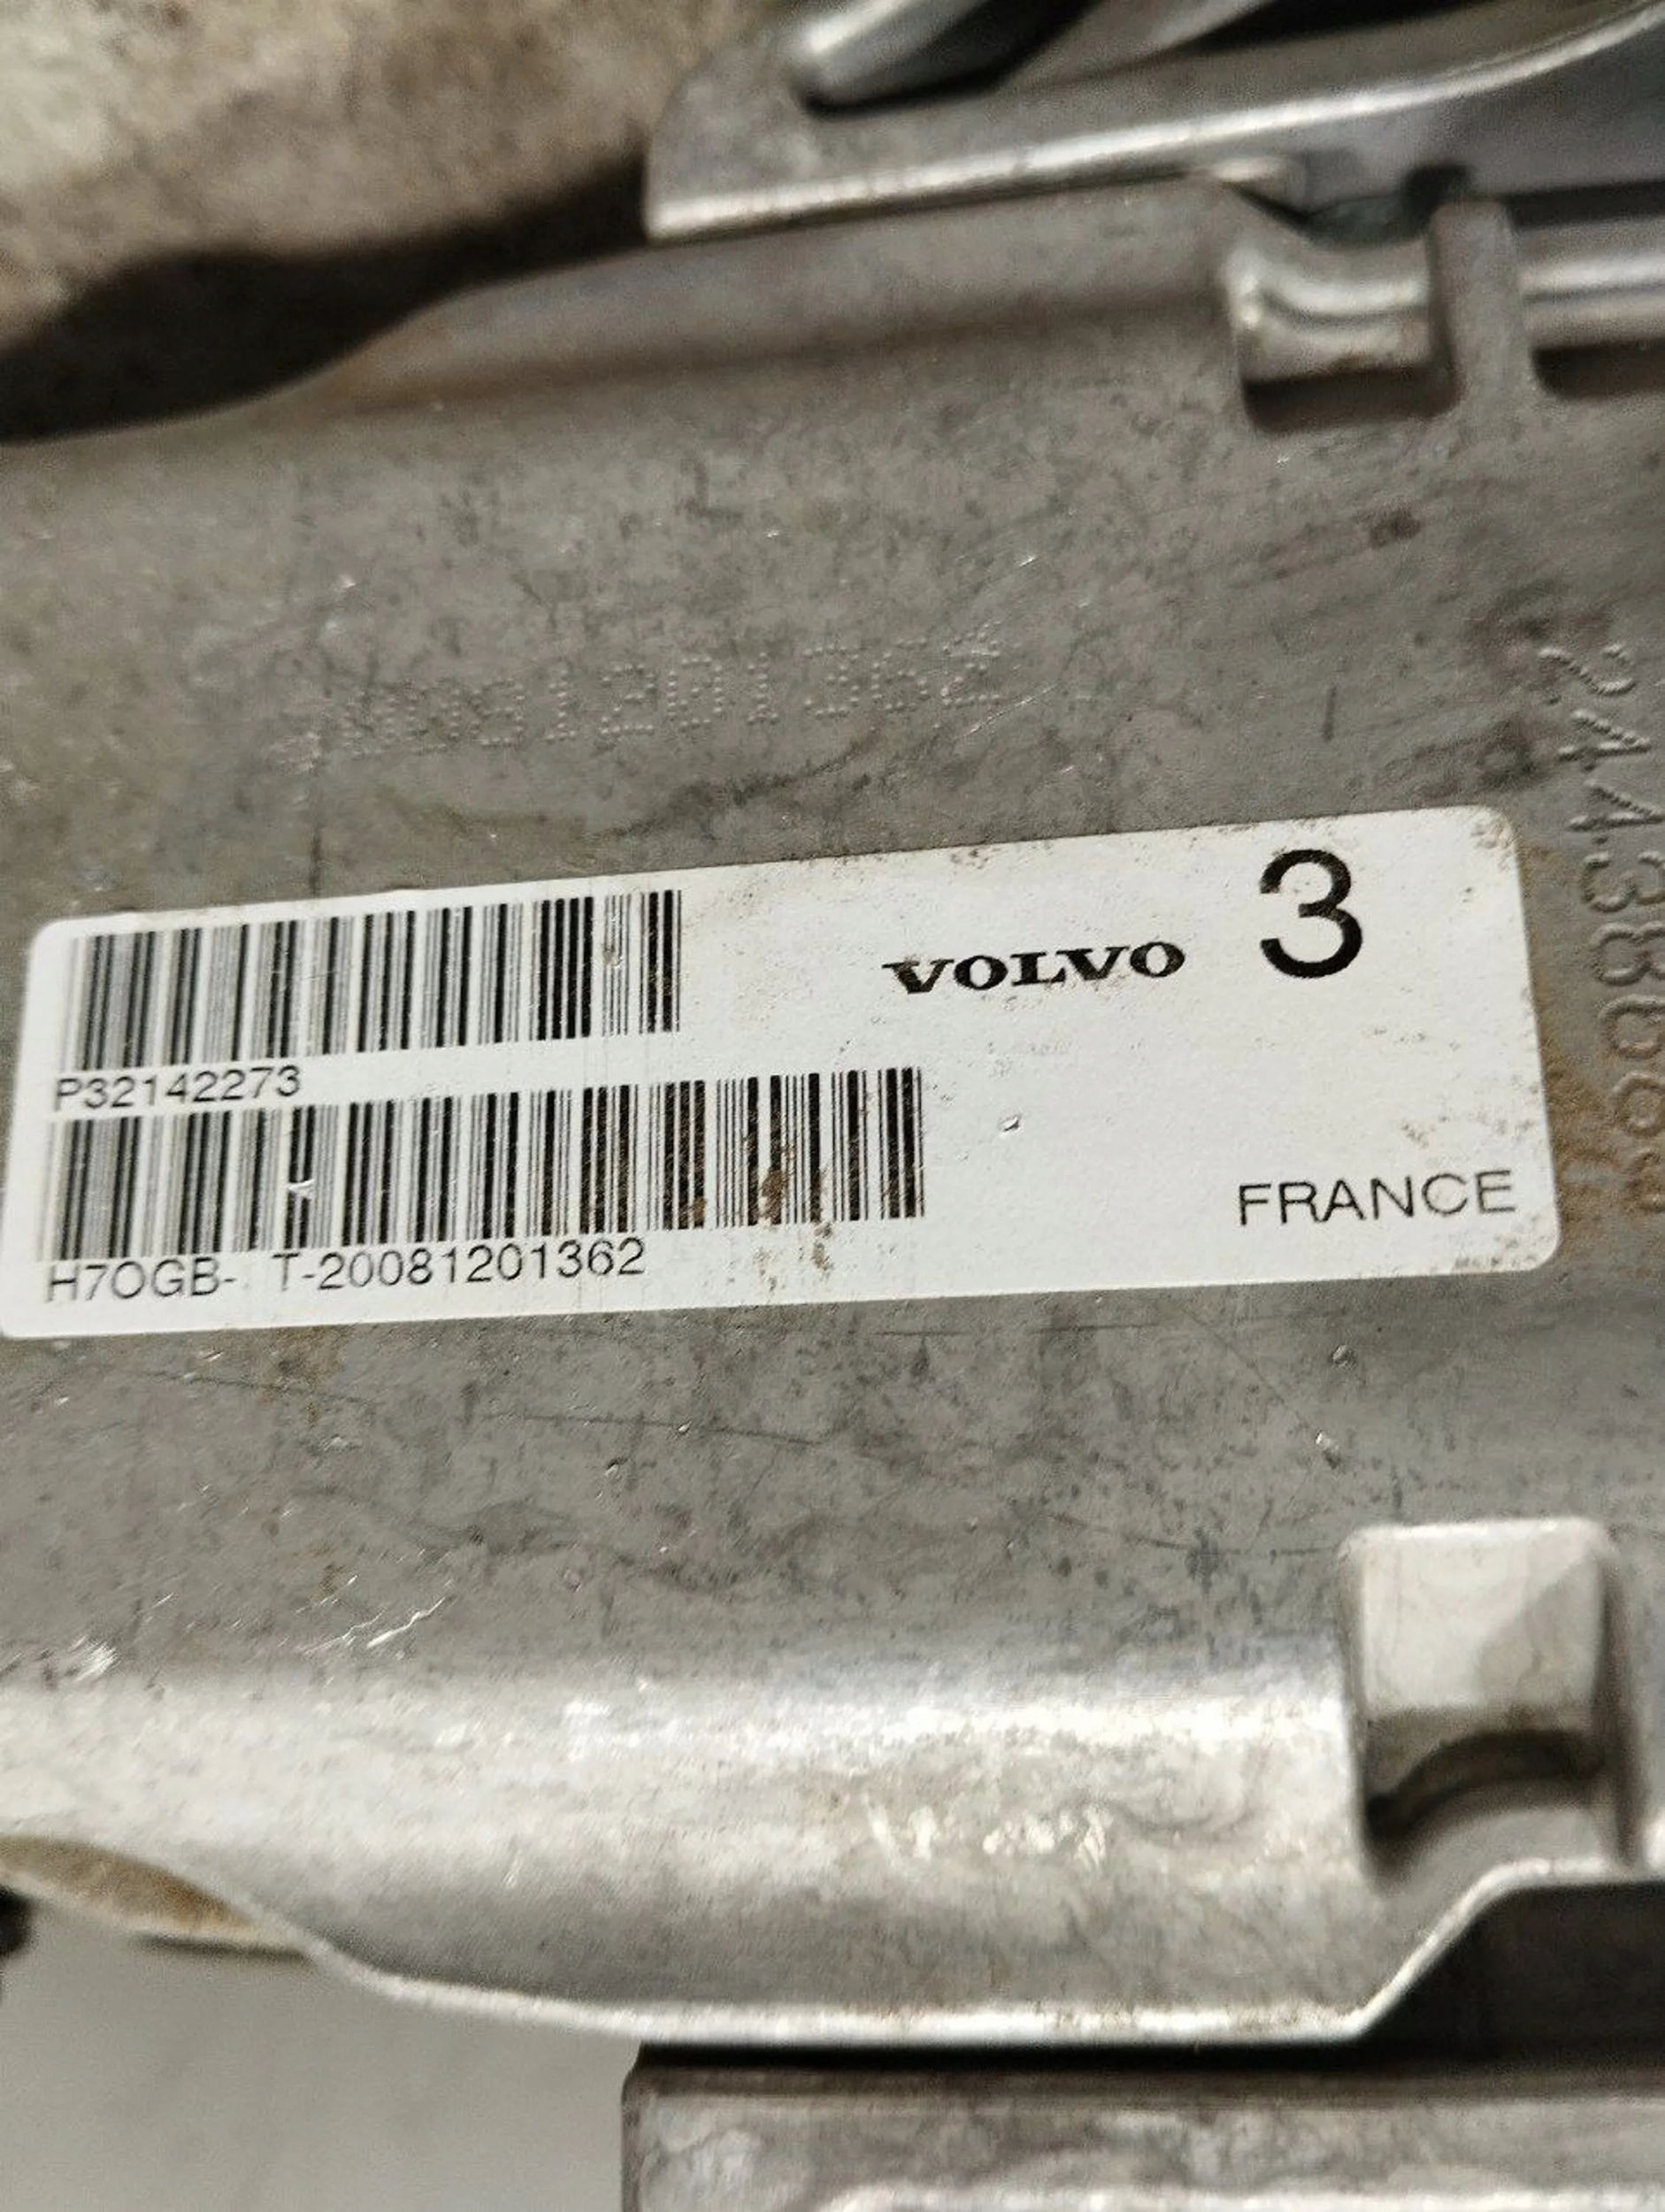 VOLVO 3
P32142273
H7OGB- T-20081201362
FRANCE